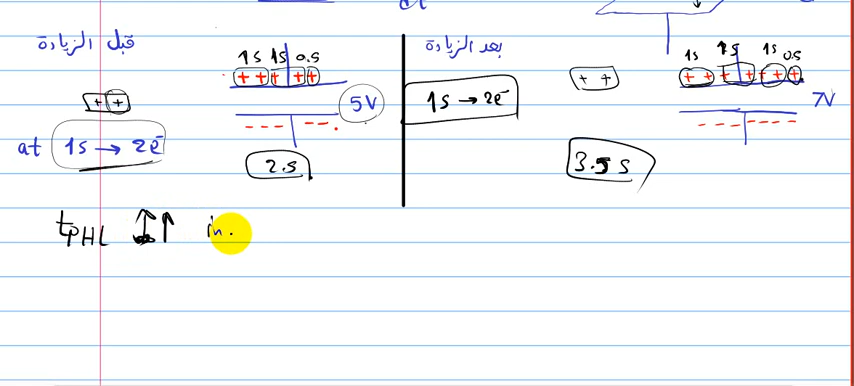 قبل الزيادة
1s 1s 0.5
+ + + + +
5V
+ +
at 1s → 2e⁻
2.s
بعد الزيادة
1s → 2e⁻
+ +
1s 1s 1s 0.5
+ + + + + + +
7V
3.5 s
tPHL ↑ in.